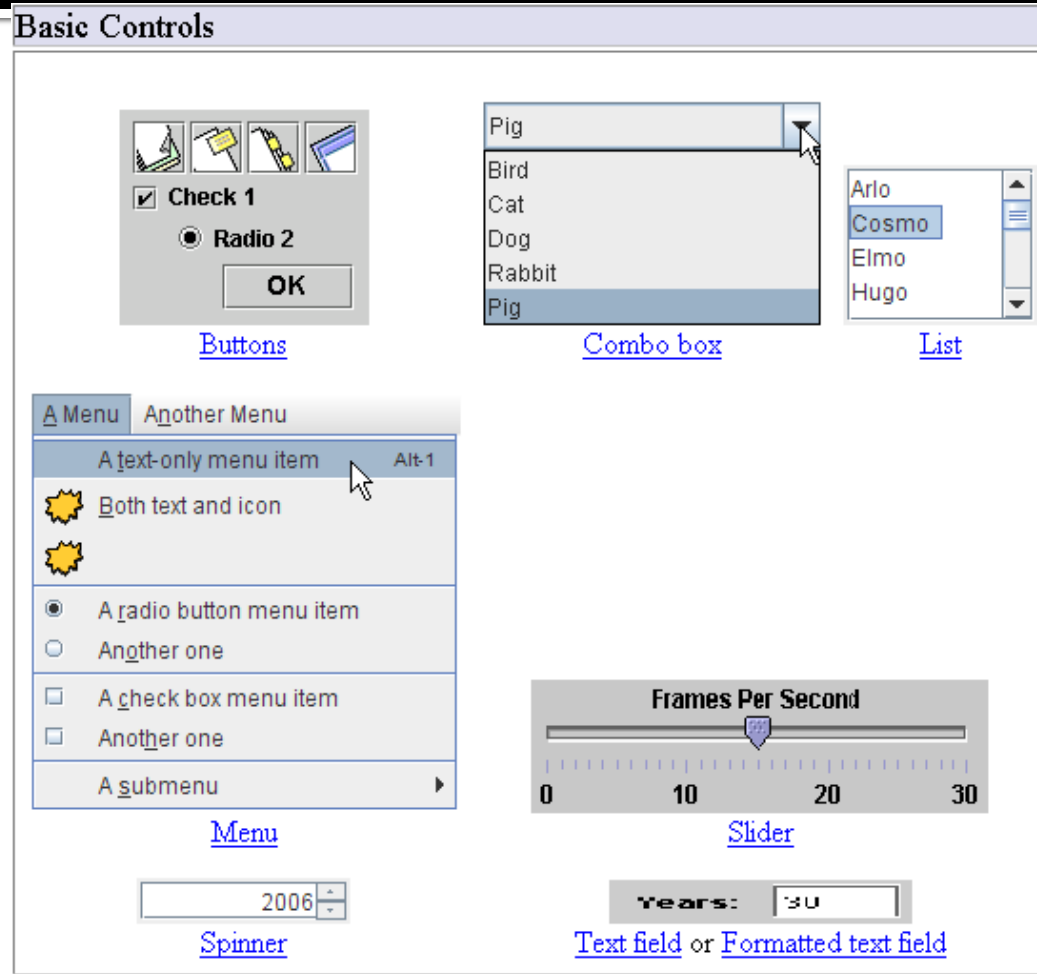 Basic Controls
Check 1
Radio 2
OK
Buttons
Pig
Bird
Cat
Dog
Rabbit
Pig
Combo box
Arlo
Cosmo
Elmo
Hugo
List
A Menu Another Menu
A text-only menu item Alt-1
Both text and icon
A radio button menu item
Another one
A check box menu item
Another one
A submenu
Menu
Frames Per Second
0 10 20 30
Slider
2006
Spinner
Years: 30
Text field or Formatted text field